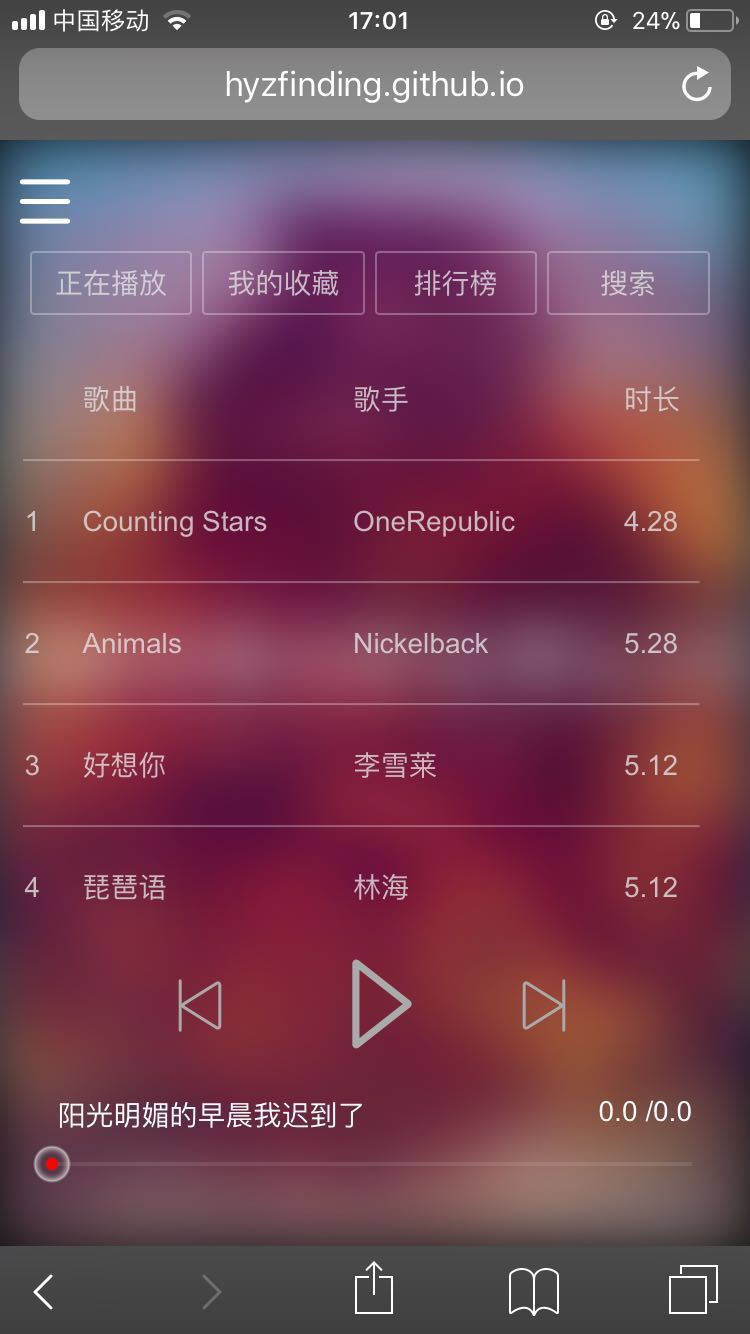 中国移动 17:01 24%
hyzfinding.github.io
正在播放 我的收藏 排行榜 搜索
歌曲 歌手 时长
1 Counting Stars OneRepublic 4.28
2 Animals Nickelback 5.28
3 好想你 李雪莱 5.12
4 琵琶语 林海 5.12
阳光明媚的早晨我迟到了 0.0 /0.0